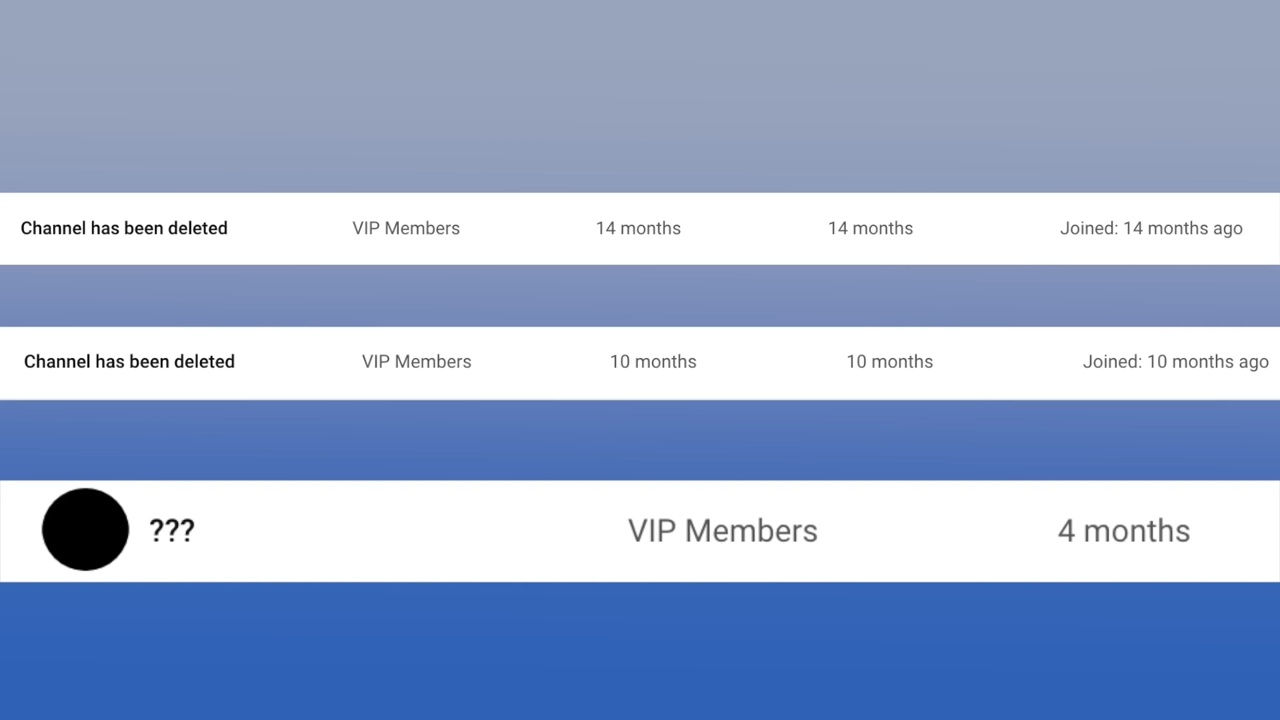 Channel has been deleted VIP Members 14 months 14 months Joined: 14 months ago
Channel has been deleted VIP Members 10 months 10 months Joined: 10 months ago
??? VIP Members 4 months